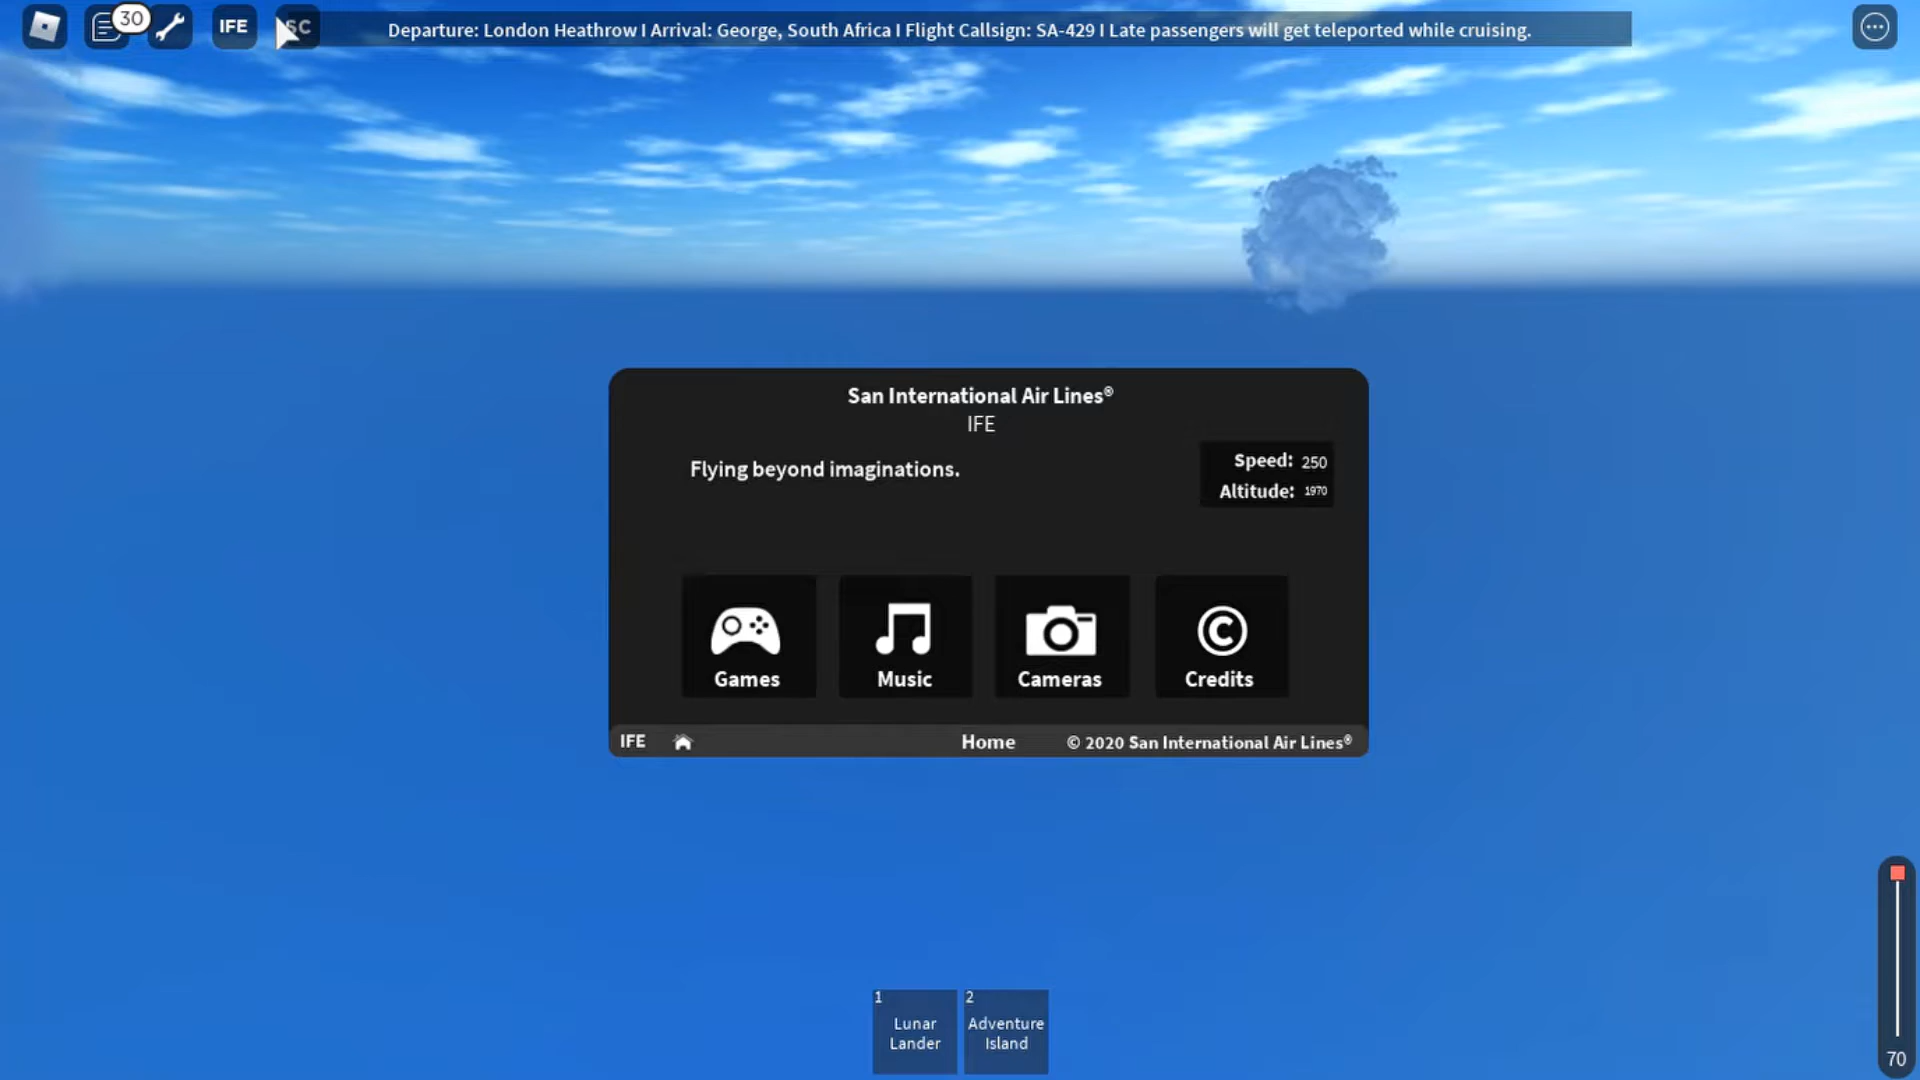 30
IFE
SC
Departure: London Heathrow I Arrival: George, South Africa I Flight Callsign: SA-429 I Late passengers will get teleported while cruising.
San International Air Lines®
IFE
Flying beyond imaginations.
Speed: 250
Altitude: 1970
Games
Music
Cameras
Credits
IFE
Home
© 2020 San International Air Lines®
1
Lunar
Lander
2
Adventure
Island
70